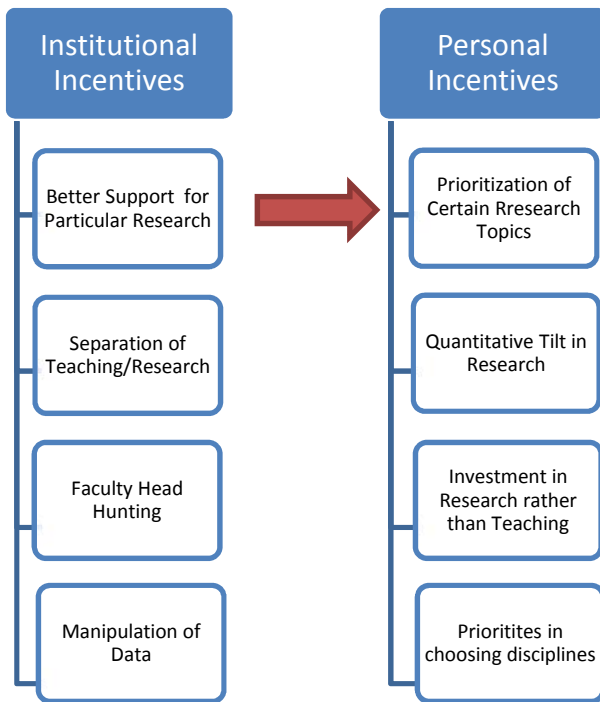 Institutional
Incentives
Better Support for
Particular Research
Separation of
Teaching/Research
Faculty Head
Hunting
Manipulation of
Data
Personal
Incentives
Prioritization of
Certain Rresearch
Topics
Quantitative Tilt in
Research
Investment in
Research rather
than Teaching
Prioritites in
choosing disciplines